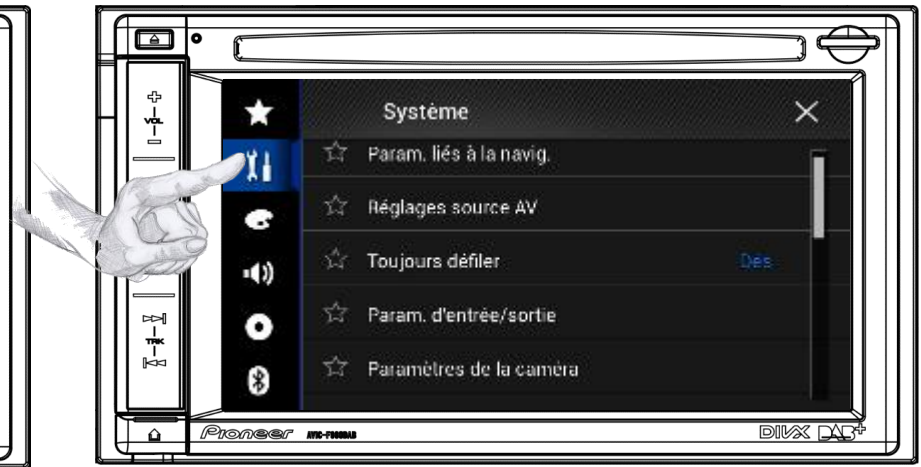 Système
Param. liés à la navig.
Réglages source AV
Toujours défiler Dés
Param. d'entrée/sortie
Paramètres de la caméra
VOL
TRK
Pioneer
DIVX DAB+